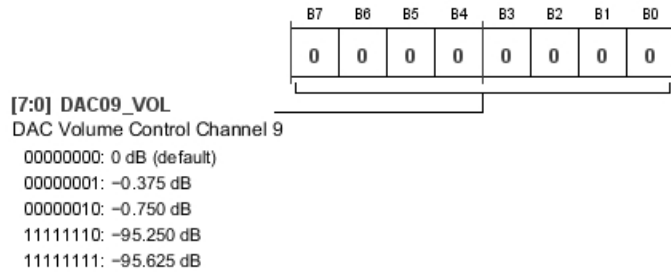 B7 B6 B5 B4 B3 B2 B1 B0
0 0 0 0 0 0 0 0
[7:0] DAC09_VOL
DAC Volume Control Channel 9
00000000: 0 dB (default)
00000001: −0.375 dB
00000010: −0.750 dB
11111110: −95.250 dB
11111111: −95.625 dB